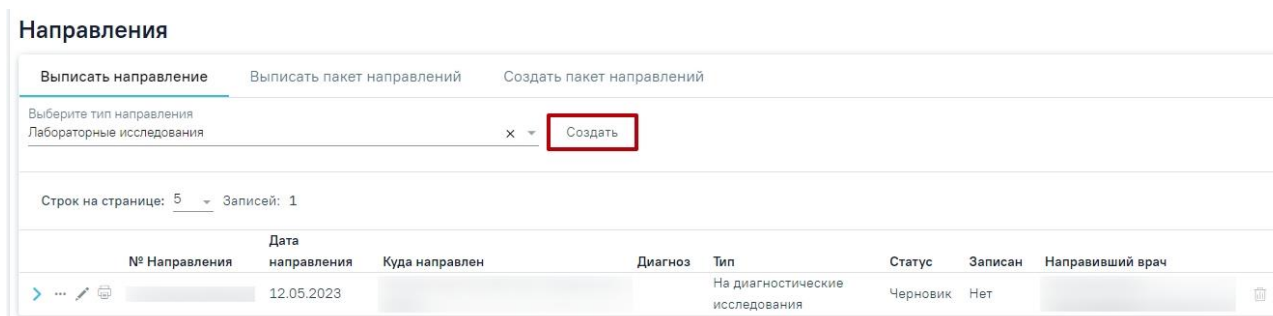 Направления
Выписать направление Выписать пакет направлений Создать пакет направлений
Выберите тип направления
Лабораторные исследования × Создать
Строк на странице: 5 Записей: 1
№ Направления Дата направления Куда направлен Диагноз Тип Статус Записан Направивший врач
12.05.2023 На диагностические исследования Черновик Нет